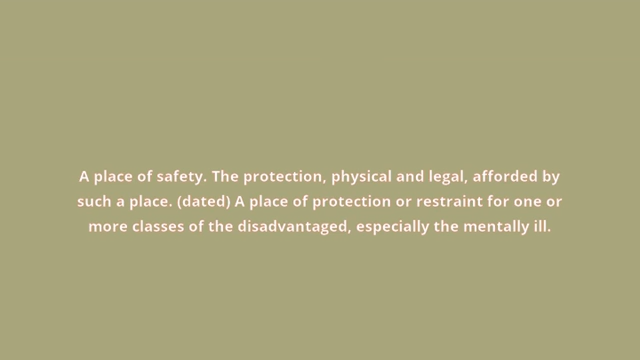 A place of safety. The protection, physical and legal, afforded by
such a place. (dated) A place of protection or restraint for one or
more classes of the disadvantaged, especially the mentally ill.